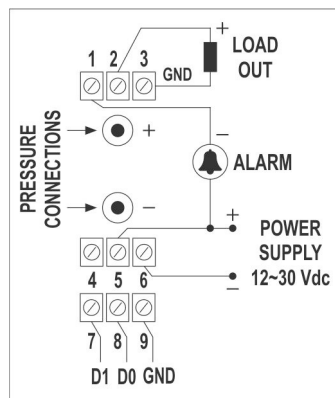 1 2 3
+
LOAD
OUT
GND
PRESSURE
CONNECTIONS
+
−
ALARM
−
+
POWER
SUPPLY
12~30 Vdc
−
4 5 6
7 8 9
D1 D0 GND